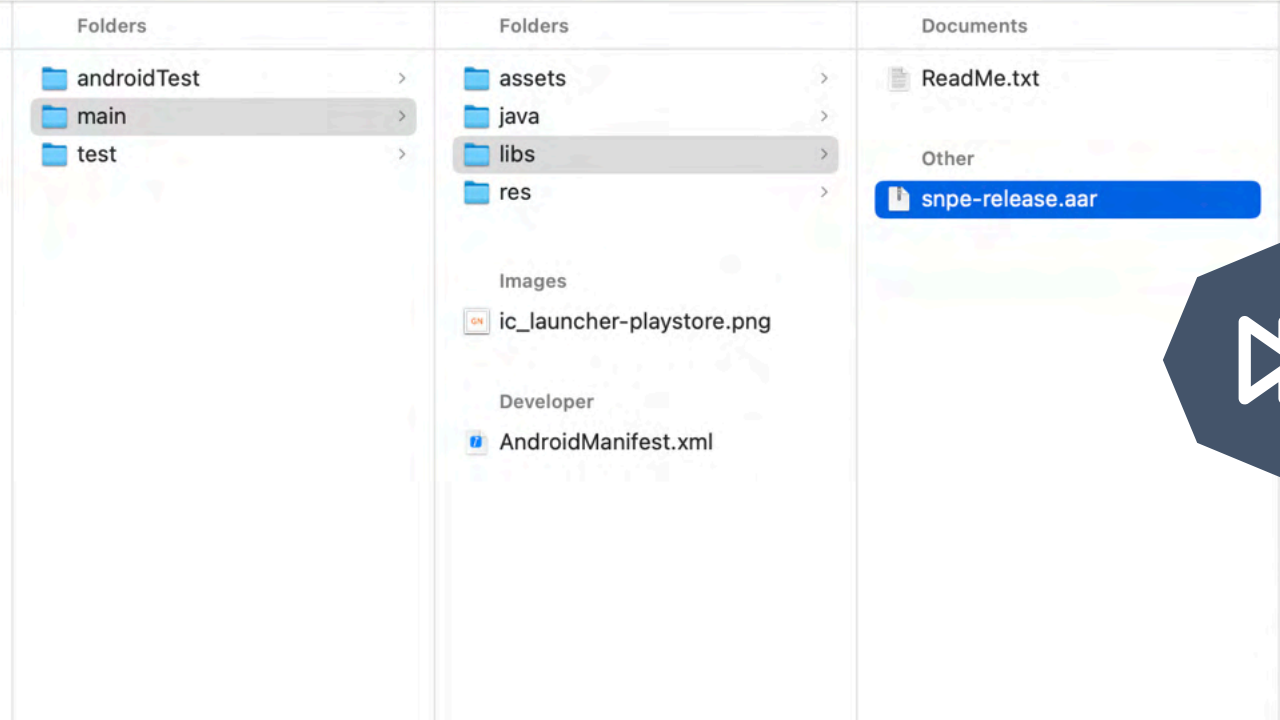 Folders
androidTest
main
test
Folders
assets
java
libs
res
Images
GN
ic_launcher-playstore.png
Developer
AndroidManifest.xml
Documents
ReadMe.txt
Other
snpe-release.aar